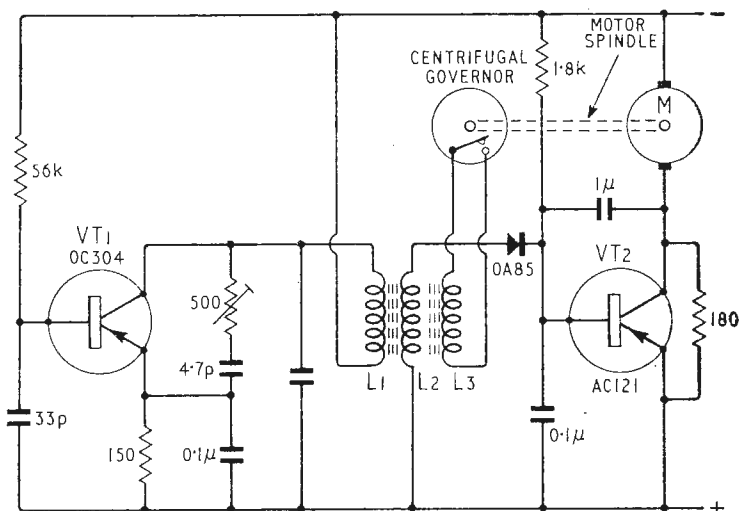 MOTOR
SPINDLE
CENTRIFUGAL
GOVERNOR
1·8k
M
56k
1μ
VT1
OC304
VT2
OA85
500
180
4·7p
L1
L2
L3
AC121
33p
150
0·1μ
0·1μ
−
+